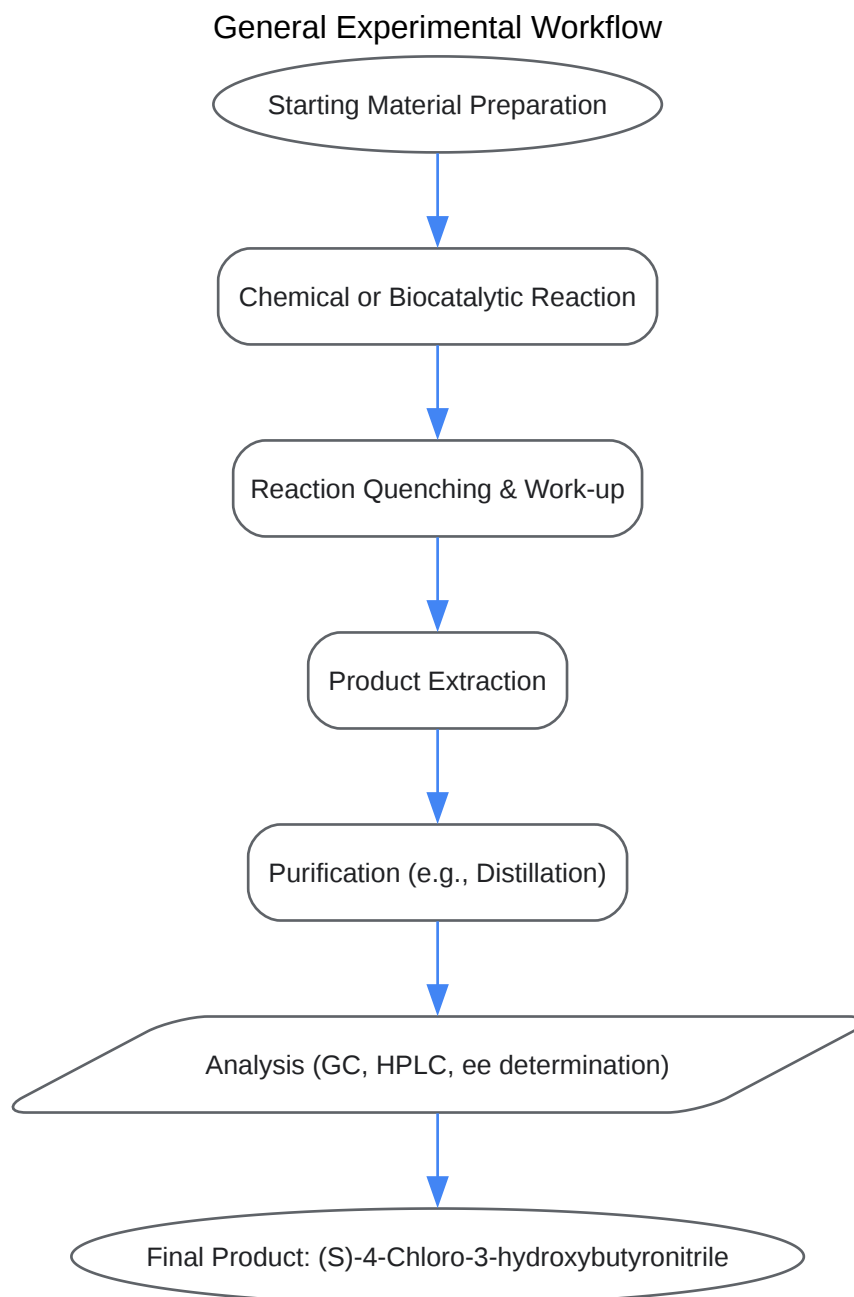 General Experimental Workflow
Starting Material Preparation
Chemical or Biocatalytic Reaction
Reaction Quenching & Work-up
Product Extraction
Purification (e.g., Distillation)
Analysis (GC, HPLC, ee determination)
Final Product: (S)-4-Chloro-3-hydroxybutyronitrile